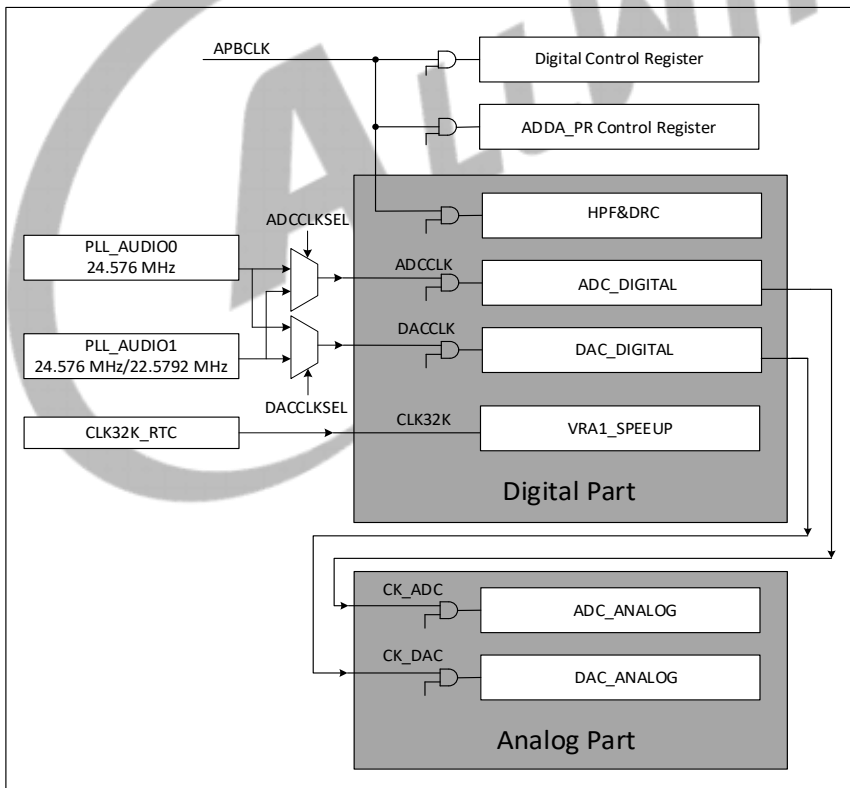 APBCLK
Digital Control Register
ADDA_PR Control Register
HPF&DRC
ADCCLKSEL
PLL_AUDIO0
24.576 MHz
ADCCLK
ADC_DIGITAL
PLL_AUDIO1
24.576 MHz/22.5792 MHz
DACCLK
DAC_DIGITAL
DACCLKSEL
CLK32K_RTC
CLK32K
VRA1_SPEEUP
Digital Part
CK_ADC
ADC_ANALOG
CK_DAC
DAC_ANALOG
Analog Part